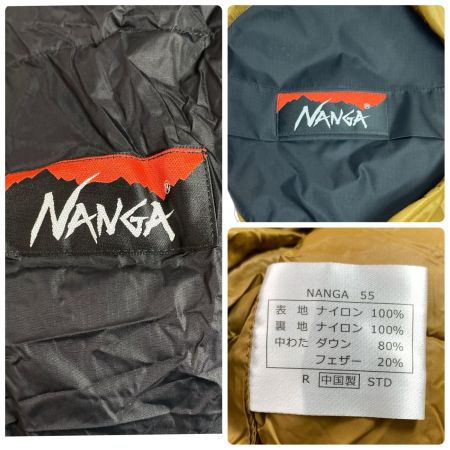 NANGA®
NANGA®
NANGA 55
表 地 ナイロン 100%
裏 地 ナイロン 100%
中わた ダウン 80%
フェザー 20%
R 中国製 STD